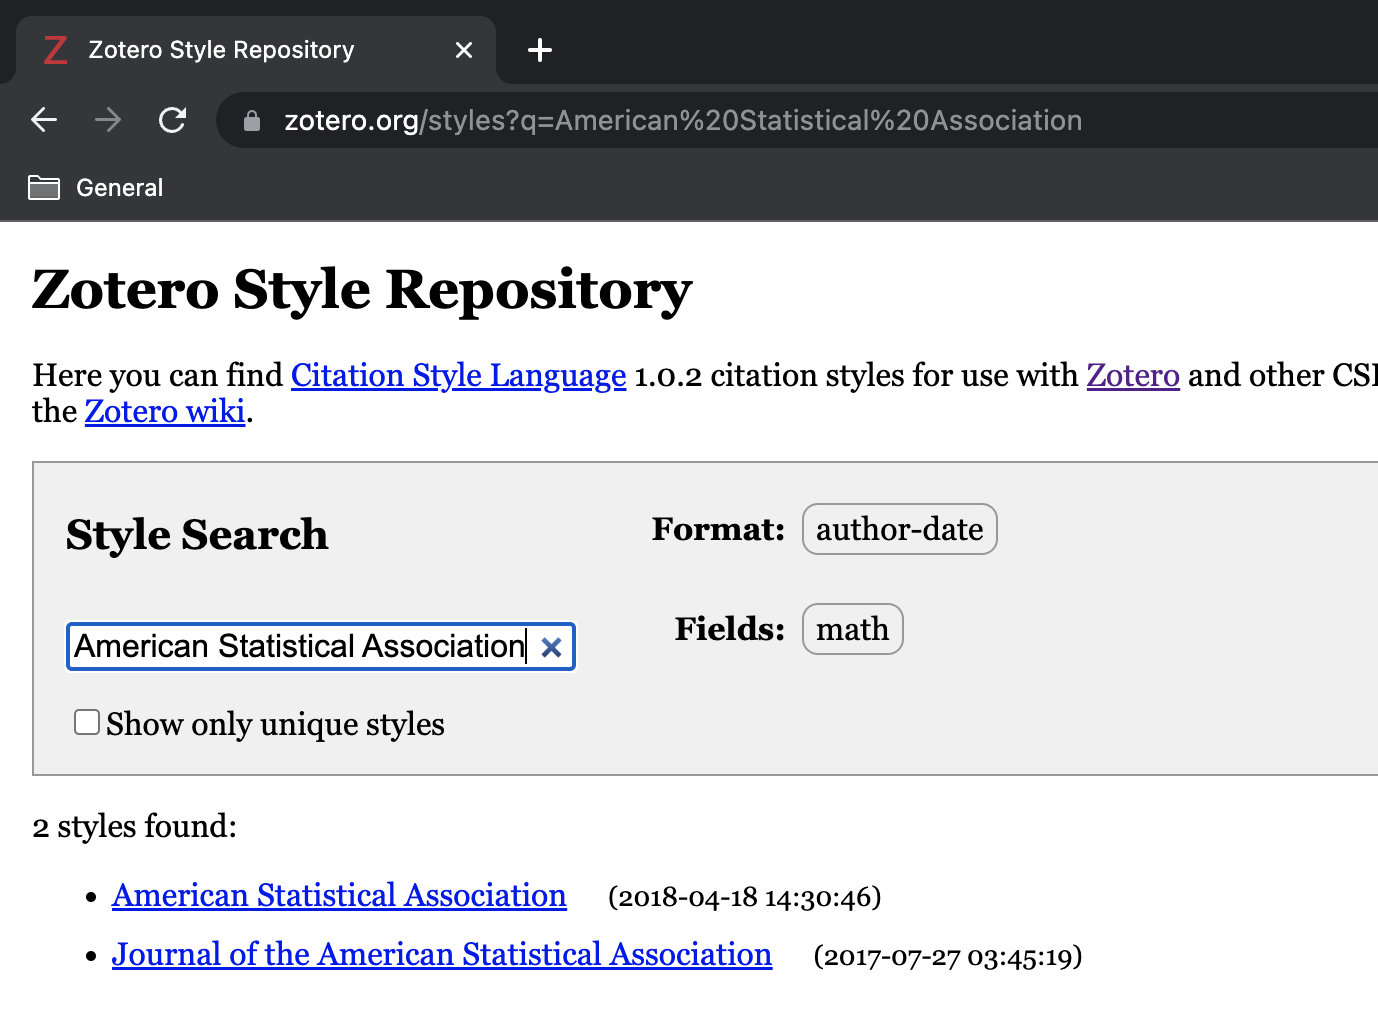 Zotero Style Repository
zotero.org/styles?q=American%20Statistical%20Association
General
Zotero Style Repository
Here you can find Citation Style Language 1.0.2 citation styles for use with Zotero and other CSL
the Zotero wiki.
Style Search
Format: author-date
Fields: math
American Statistical Association
Show only unique styles
2 styles found:
American Statistical Association (2018-04-18 14:30:46)
Journal of the American Statistical Association (2017-07-27 03:45:19)